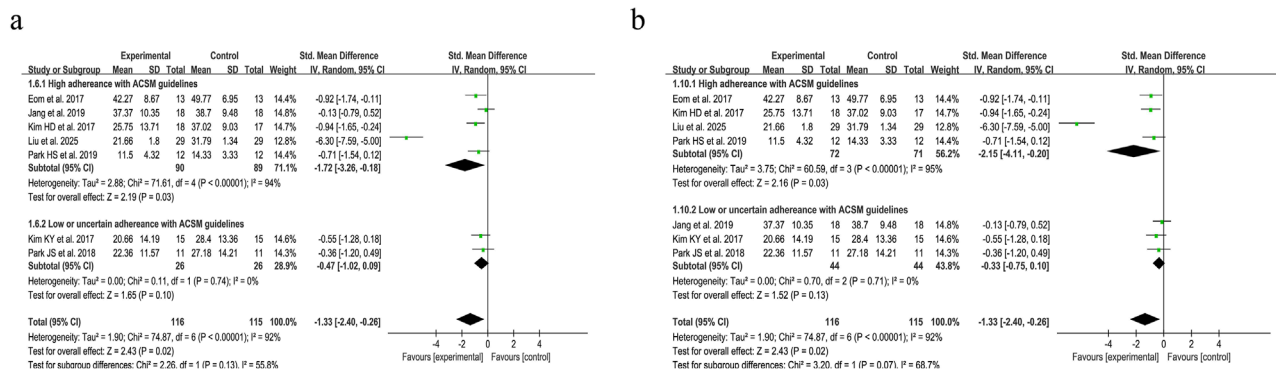 a
Experimental Control Std. Mean Difference Std. Mean Difference
Study or Subgroup Mean SD Total Mean SD Total Weight IV, Random, 95% CI IV, Random, 95% CI
1.6.1 High adhereance with ACSM guidelines
Eom et al. 2017 42.27 8.67 13 49.77 6.95 13 14.4% -0.92 [-1.74, -0.11]
Jang et al. 2019 37.37 10.35 18 38.7 9.48 18 14.8% -0.13 [-0.79, 0.52]
Kim HD et al. 2017 25.75 13.71 18 37.02 9.03 17 14.7% -0.94 [-1.65, -0.24]
Liu et al. 2025 21.66 1.8 29 31.79 1.34 29 12.8% -6.30 [-7.59, -5.00]
Park HS et al. 2019 11.5 4.32 12 14.33 3.33 12 14.4% -0.71 [-1.54, 0.12]
Subtotal (95% CI) 90 89 71.1% -1.72 [-3.26, -0.18]
Heterogeneity: Tau² = 2.88; Chi² = 71.61, df = 4 (P < 0.00001); I² = 94%
Test for overall effect: Z = 2.19 (P = 0.03)
1.6.2 Low or uncertain adhereance with ACSM guidelines
Kim KY et al. 2017 20.66 14.19 15 28.4 13.36 15 14.6% -0.55 [-1.28, 0.18]
Park JS et al. 2018 22.36 11.57 11 27.18 14.21 11 14.3% -0.36 [-1.20, 0.49]
Subtotal (95% CI) 26 26 28.9% -0.47 [-1.02, 0.09]
Heterogeneity: Tau² = 0.00; Chi² = 0.11, df = 1 (P = 0.74); I² = 0%
Test for overall effect: Z = 1.65 (P = 0.10)
Total (95% CI) 116 115 100.0% -1.33 [-2.40, -0.26]
Heterogeneity: Tau² = 1.90; Chi² = 74.87, df = 6 (P < 0.00001); I² = 92%
Test for overall effect: Z = 2.43 (P = 0.02)
Test for subgroup differences: Chi² = 2.26, df = 1 (P = 0.13), I² = 55.8%
-4 -2 0 2 4
Favours [experimental] Favours [control]
b
Experimental Control Std. Mean Difference Std. Mean Difference
Study or Subgroup Mean SD Total Mean SD Total Weight IV, Random, 95% CI IV, Random, 95% CI
1.10.1 High adhereance with ACSM guidelines
Eom et al. 2017 42.27 8.67 13 49.77 6.95 13 14.4% -0.92 [-1.74, -0.11]
Kim HD et al. 2017 25.75 13.71 18 37.02 9.03 17 14.7% -0.94 [-1.65, -0.24]
Liu et al. 2025 21.66 1.8 29 31.79 1.34 29 12.8% -6.30 [-7.59, -5.00]
Park HS et al. 2019 11.5 4.32 12 14.33 3.33 12 14.4% -0.71 [-1.54, 0.12]
Subtotal (95% CI) 72 71 56.2% -2.15 [-4.11, -0.20]
Heterogeneity: Tau² = 3.75; Chi² = 60.59, df = 3 (P < 0.00001); I² = 95%
Test for overall effect: Z = 2.16 (P = 0.03)
1.10.2 Low or uncertain adhereance with ACSM guidelines
Jang et al. 2019 37.37 10.35 18 38.7 9.48 18 14.8% -0.13 [-0.79, 0.52]
Kim KY et al. 2017 20.66 14.19 15 28.4 13.36 15 14.6% -0.55 [-1.28, 0.18]
Park JS et al. 2018 22.36 11.57 11 27.18 14.21 11 14.3% -0.36 [-1.20, 0.49]
Subtotal (95% CI) 44 44 43.8% -0.33 [-0.75, 0.10]
Heterogeneity: Tau² = 0.00; Chi² = 0.70, df = 2 (P = 0.71); I² = 0%
Test for overall effect: Z = 1.52 (P = 0.13)
Total (95% CI) 116 115 100.0% -1.33 [-2.40, -0.26]
Heterogeneity: Tau² = 1.90; Chi² = 74.87, df = 6 (P < 0.00001); I² = 92%
Test for overall effect: Z = 2.43 (P = 0.02)
Test for subgroup differences: Chi² = 3.20, df = 1 (P = 0.07), I² = 68.7%
-4 -2 0 2 4
Favours [experimental] Favours [control]